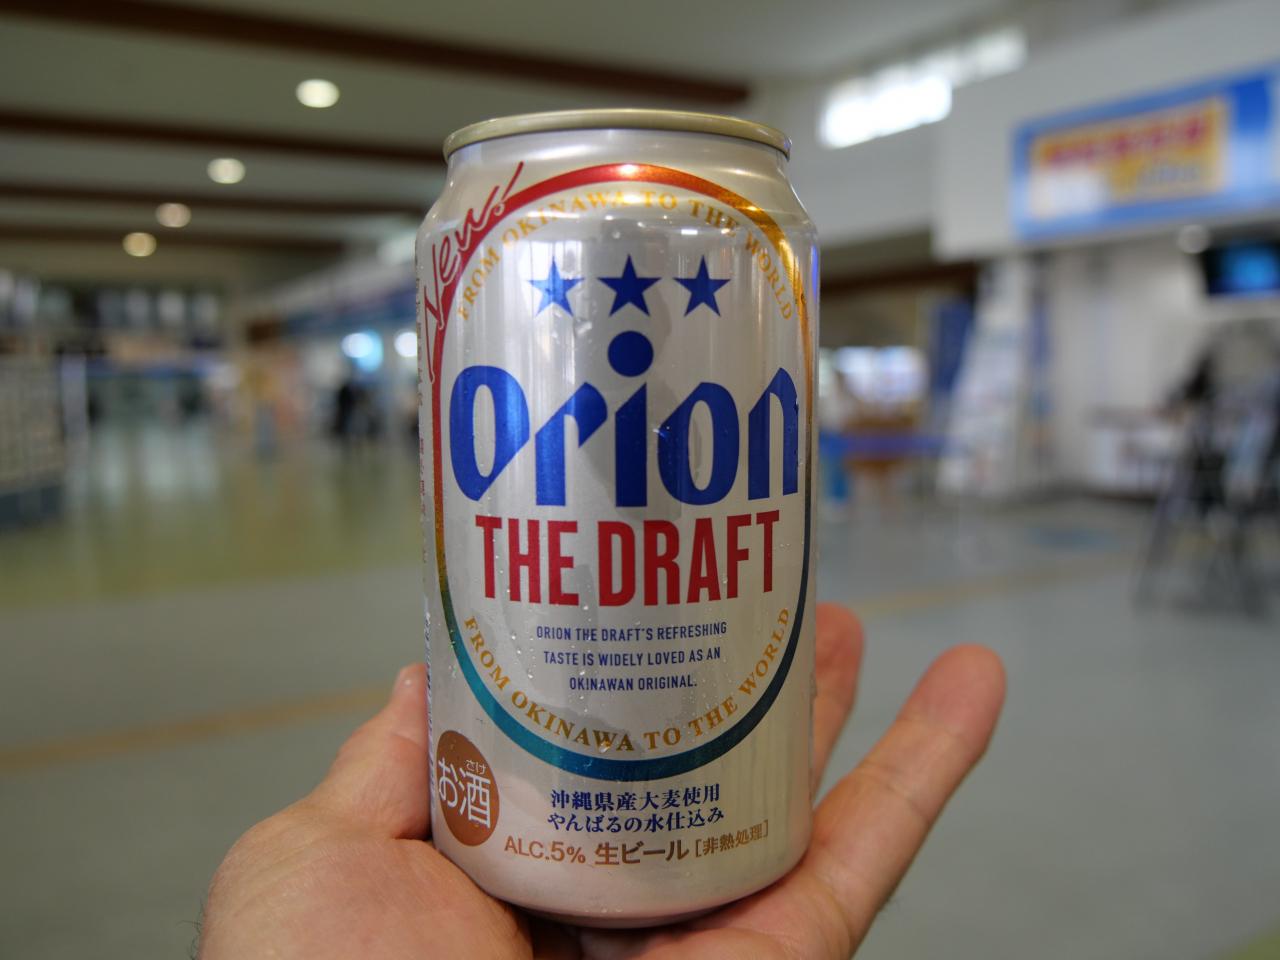 New!
FROM OKINAWA TO THE WORLD
Orion
THE DRAFT
ORION THE DRAFT'S REFRESHING
TASTE IS WIDELY LOVED AS AN
OKINAWAN ORIGINAL.
FROM OKINAWA TO THE WORLD
さけ
お酒
沖縄県産大麦使用
やんばるの水仕込み
ALC.5% 生ビール [非熱処理]